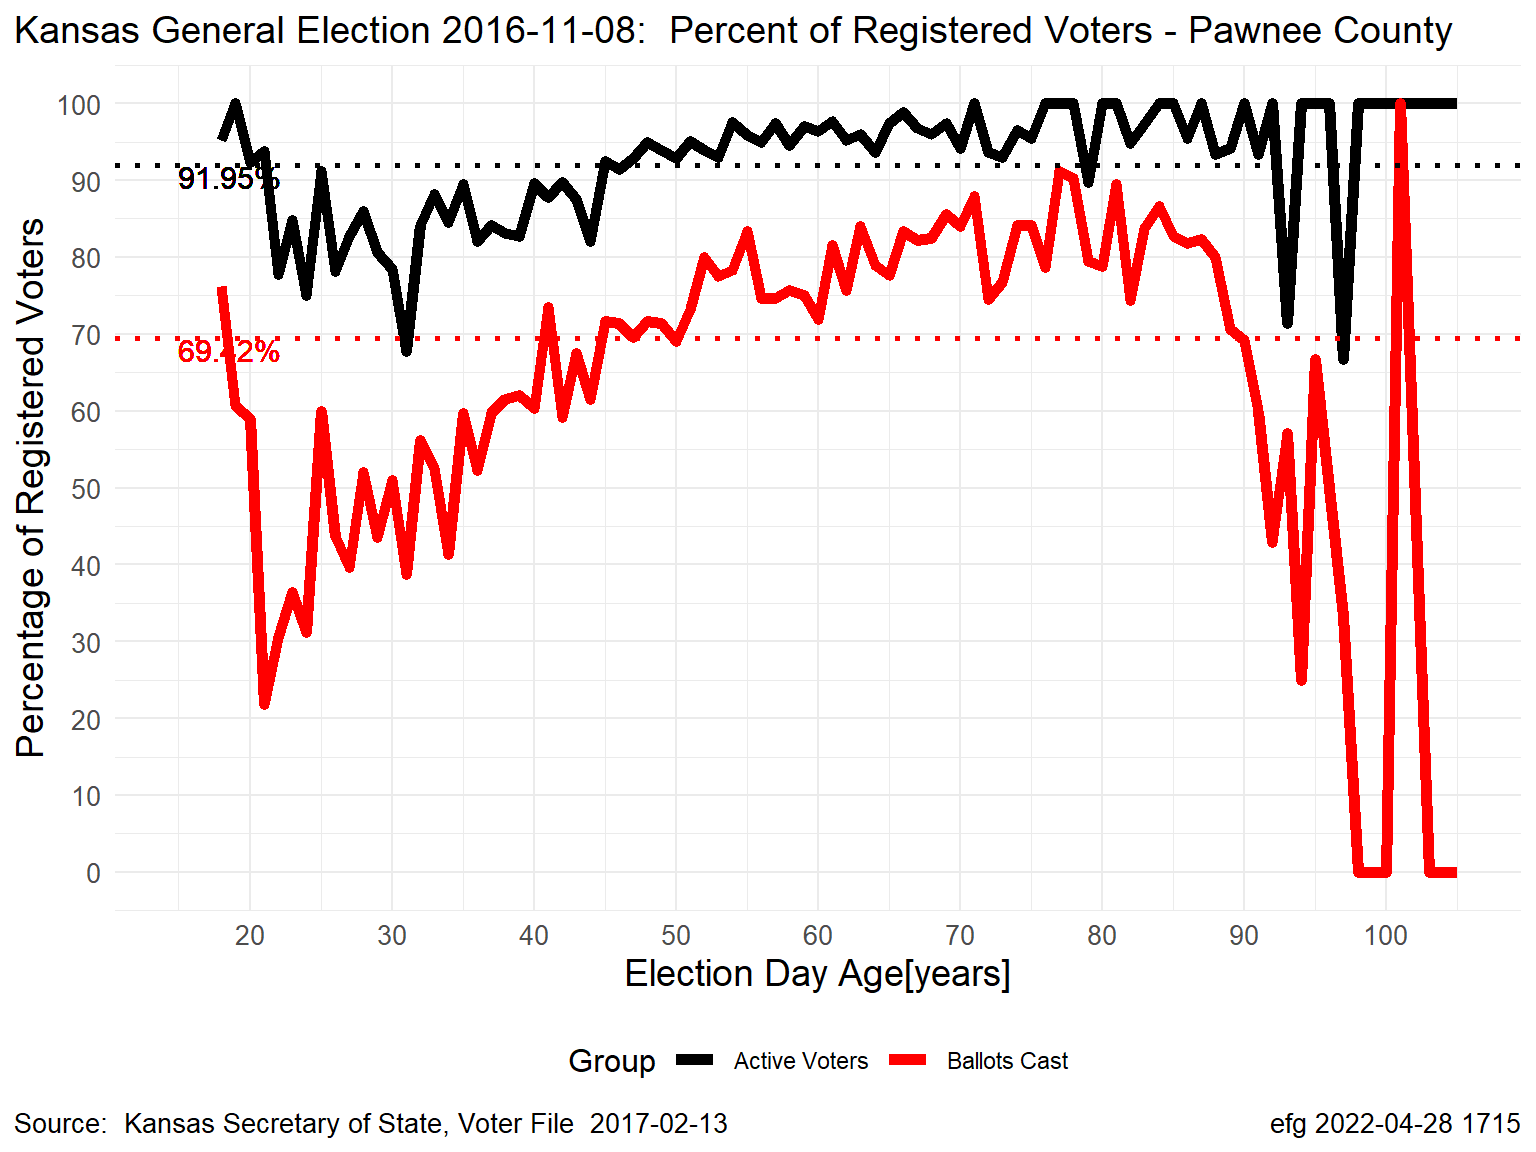 Kansas General Election 2016-11-08:  Percent of Registered Voters - Pawnee County
Percentage of Registered Voters
100
91.95%
90
80
70
69.42%
60
50
40
30
20
10
0
20 30 40 50 60 70 80 90 100
Election Day Age[years]
Group Active Voters Ballots Cast
Source:  Kansas Secretary of State, Voter File  2017-02-13
efg 2022-04-28 1715